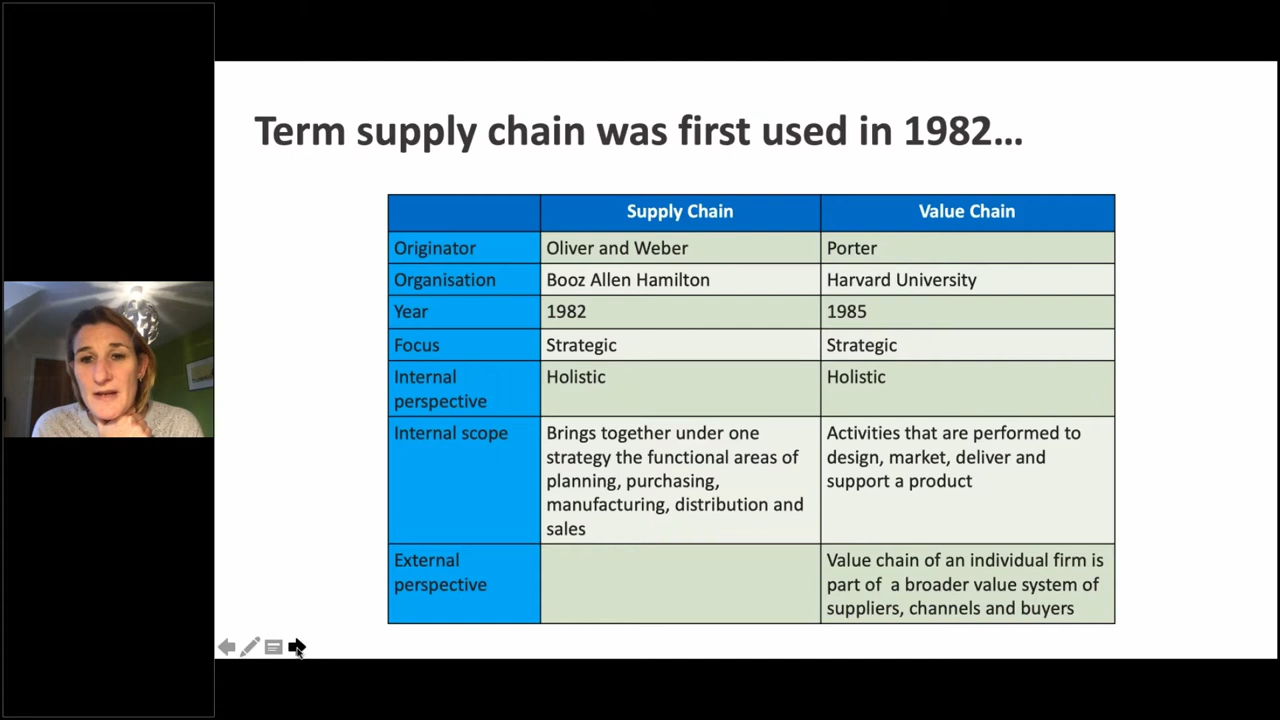 Term supply chain was first used in 1982...
Supply Chain
Value Chain
Originator
Oliver and Weber
Porter
Organisation
Booz Allen Hamilton
Harvard University
Year
1982
1985
Focus
Strategic
Strategic
Internal
perspective
Holistic
Holistic
Internal scope
Brings together under one
strategy the functional areas of
planning, purchasing,
manufacturing, distribution and
sales
Activities that are performed to
design, market, deliver and
support a product
External
perspective
Value chain of an individual firm is
part of a broader value system of
suppliers, channels and buyers